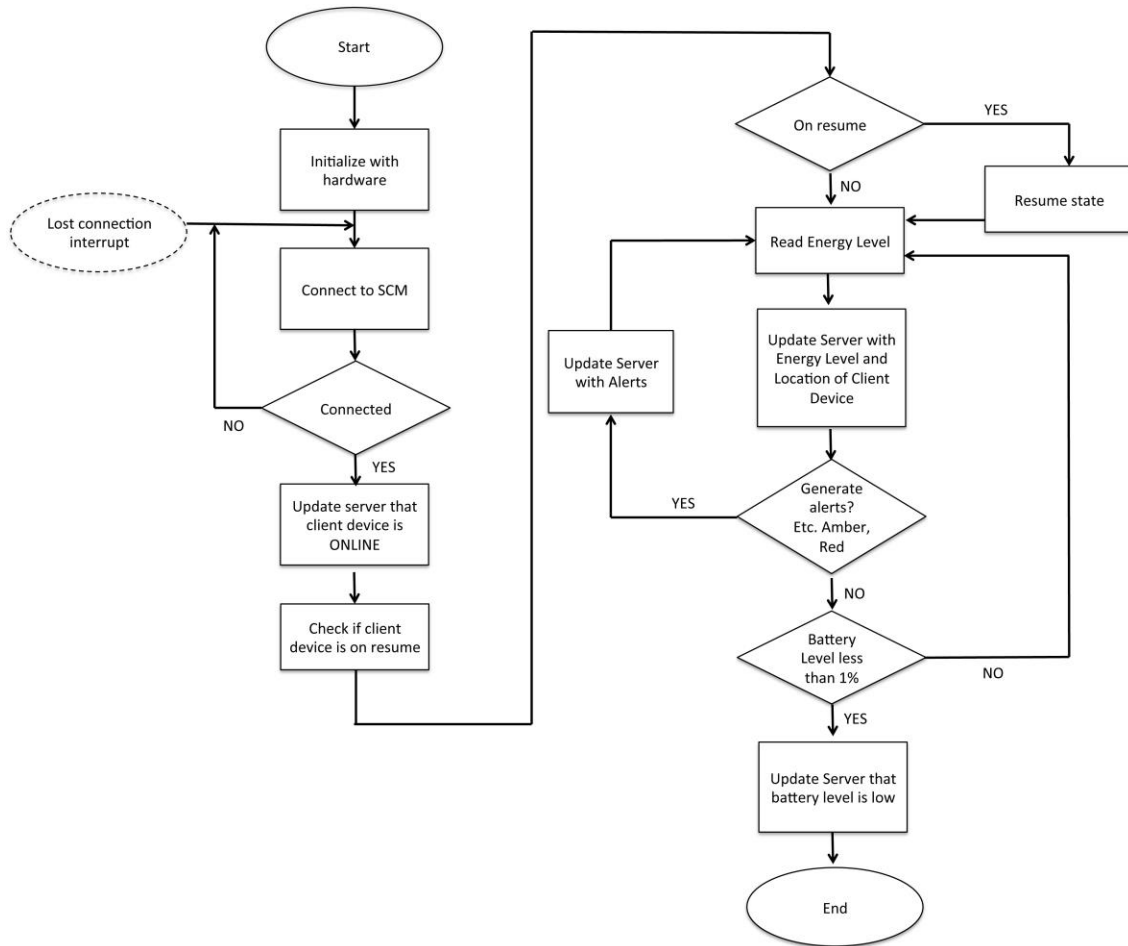 Start
Initialize with
hardware
Lost connection
interrupt
Connect to SCM
Connected
NO
YES
Update server that
client device is
ONLINE
Check if client
device is on resume
On resume
YES
NO
Resume state
Read Energy Level
Update Server
with Alerts
Update Server with
Energy Level and
Location of Client
Device
Generate
alerts?
Etc. Amber,
Red
YES
NO
Battery
Level less
than 1%
NO
YES
Update Server that
battery level is low
End